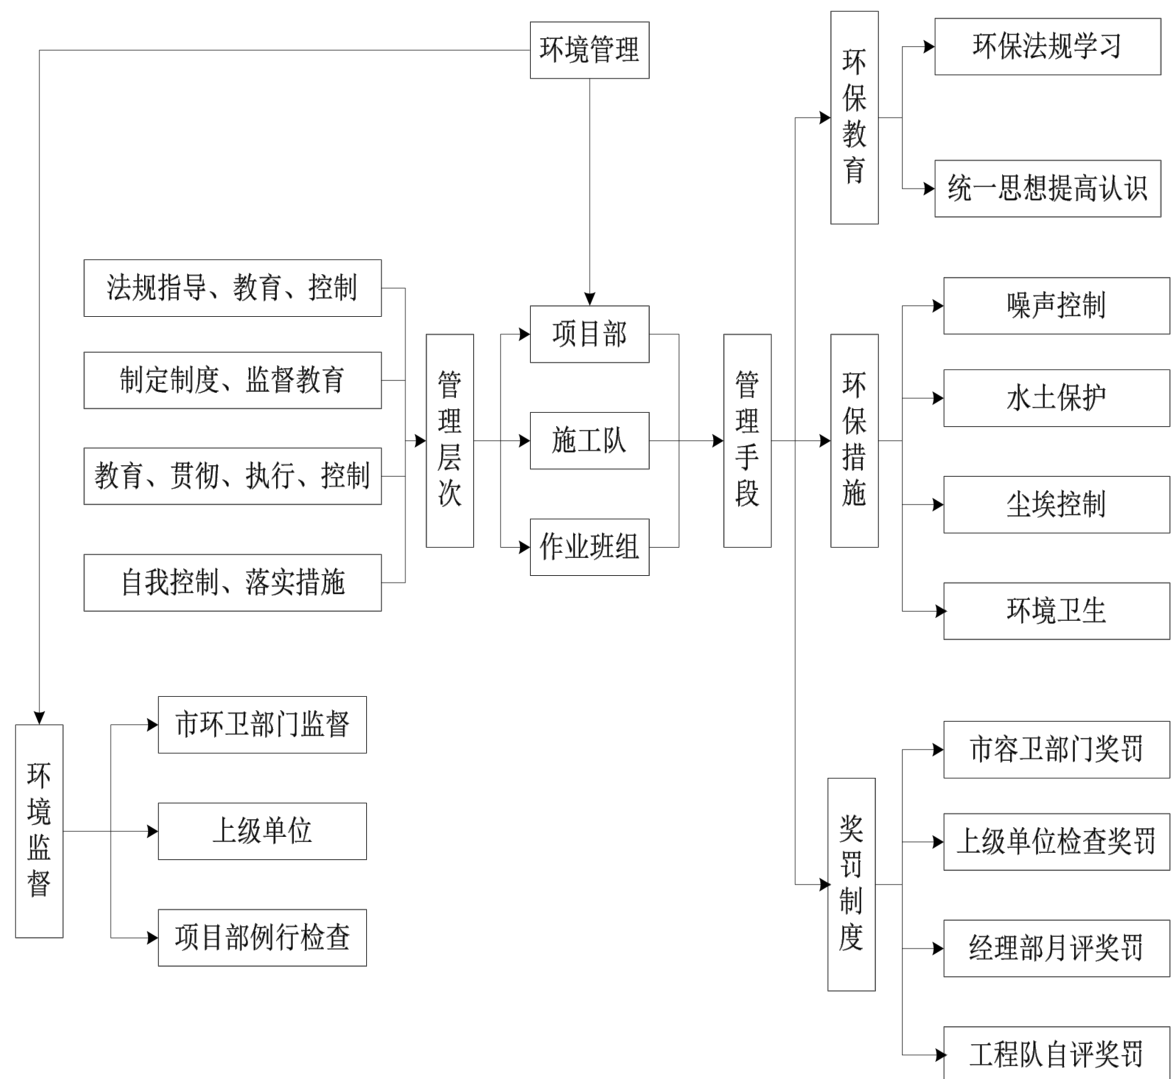 环境管理
环保教育
环保法规学习
统一思想提高认识
法规指导、教育、控制
制定制度、监督教育
教育、贯彻、执行、控制
自我控制、落实措施
管理层次
项目部
施工队
作业班组
管理手段
环保措施
噪声控制
水土保护
尘埃控制
环境卫生
环境监督
市环卫部门监督
上级单位
项目部例行检查
奖罚制度
市容卫部门奖罚
上级单位检查奖罚
经理部月评奖罚
工程队自评奖罚